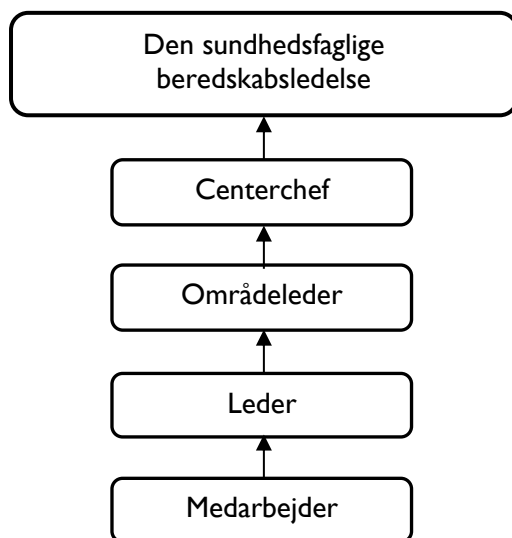 Den sundhedsfaglige
beredskabsledelse
Centerchef
Områdeleder
Leder
Medarbejder